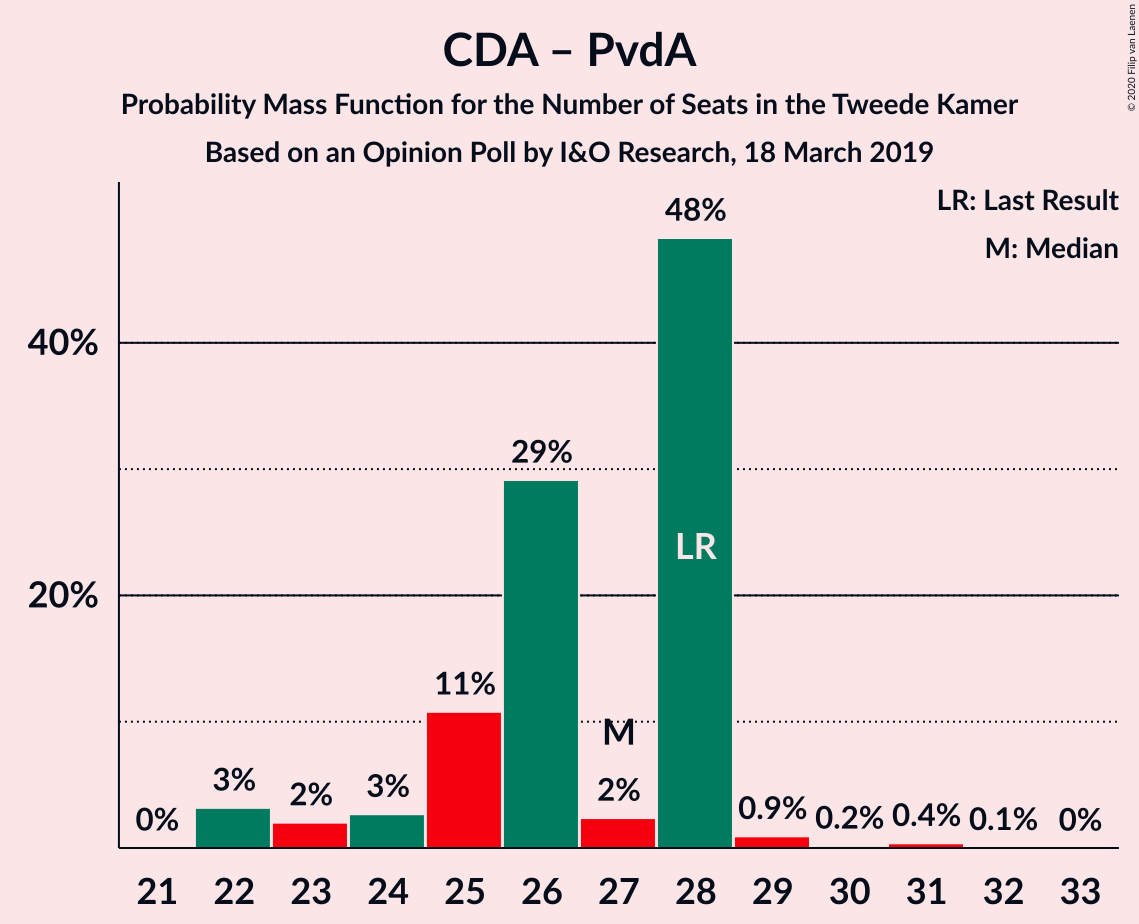 CDA – PvdA
Probability Mass Function for the Number of Seats in the Tweede Kamer
Based on an Opinion Poll by I&O Research, 18 March 2019
© 2020 Filip van Laenen
LR: Last Result
M: Median
40%
20%
0%
3%
2%
3%
11%
29%
M
2%
48%
LR
0.9%
0.2%
0.4%
0.1%
0%
21 22 23 24 25 26 27 28 29 30 31 32 33